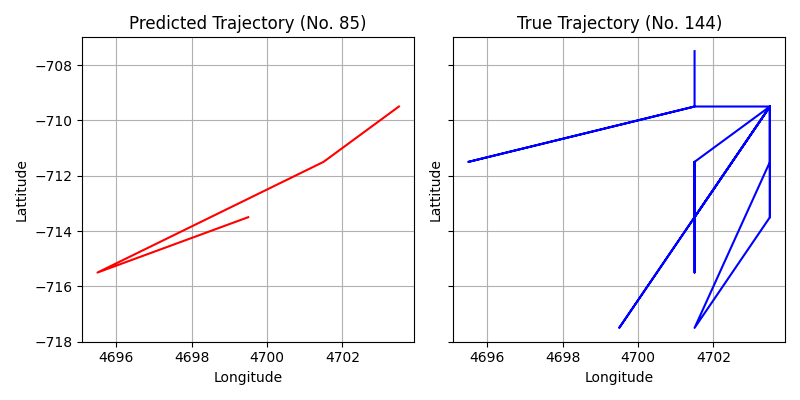 Predicted Trajectory (No. 85)
True Trajectory (No. 144)
Lattitude
−708
−710
−712
−714
−716
−718
4696 4698 4700 4702
Longitude
Lattitude
4696 4698 4700 4702
Longitude